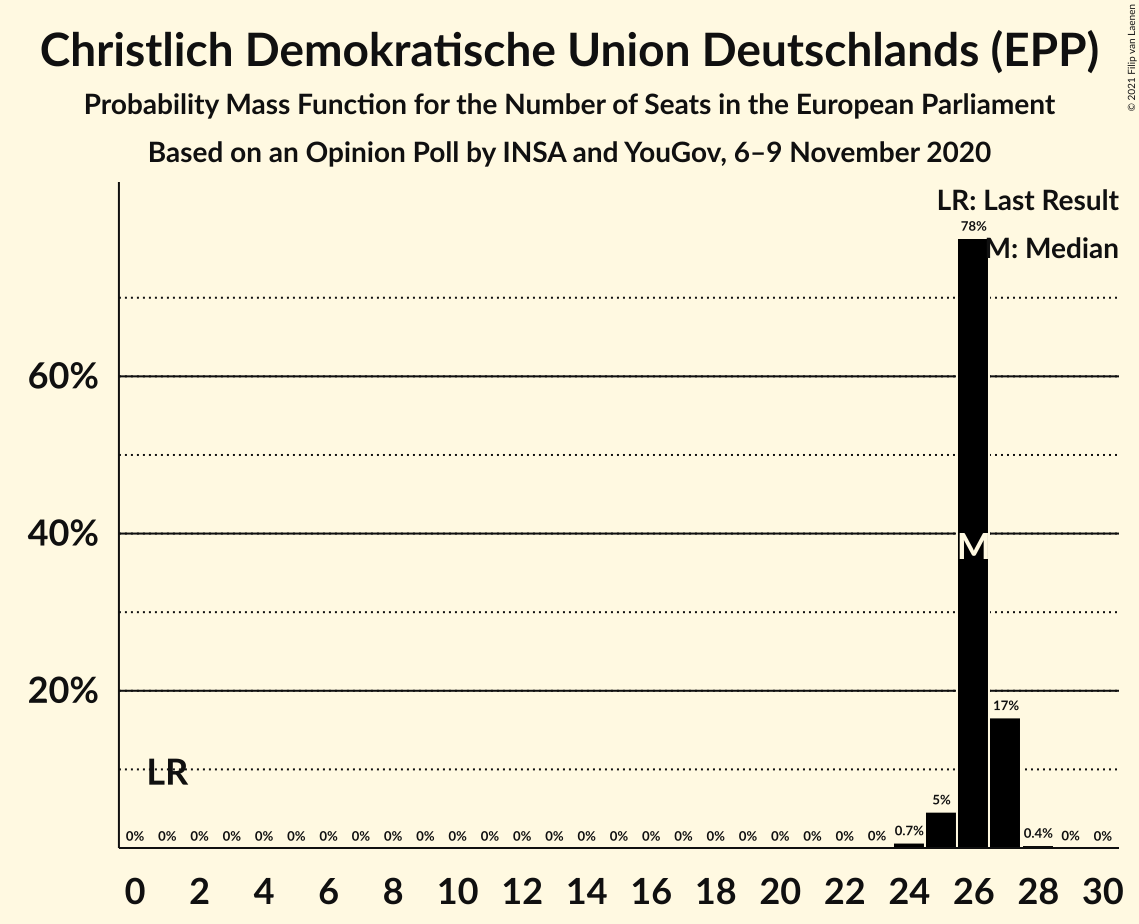 Christlich Demokratische Union Deutschlands (EPP)
Probability Mass Function for the Number of Seats in the European Parliament
Based on an Opinion Poll by INSA and YouGov, 6–9 November 2020
© 2021 Filip van Laenen
LR: Last Result
M: Median
78%
60%
40%
M
20%
17%
LR
5%
0% 0% 0% 0% 0% 0% 0% 0% 0% 0% 0% 0% 0% 0% 0% 0% 0% 0% 0% 0% 0% 0% 0% 0% 0.7% 0.4% 0% 0%
0 2 4 6 8 10 12 14 16 18 20 22 24 26 28 30